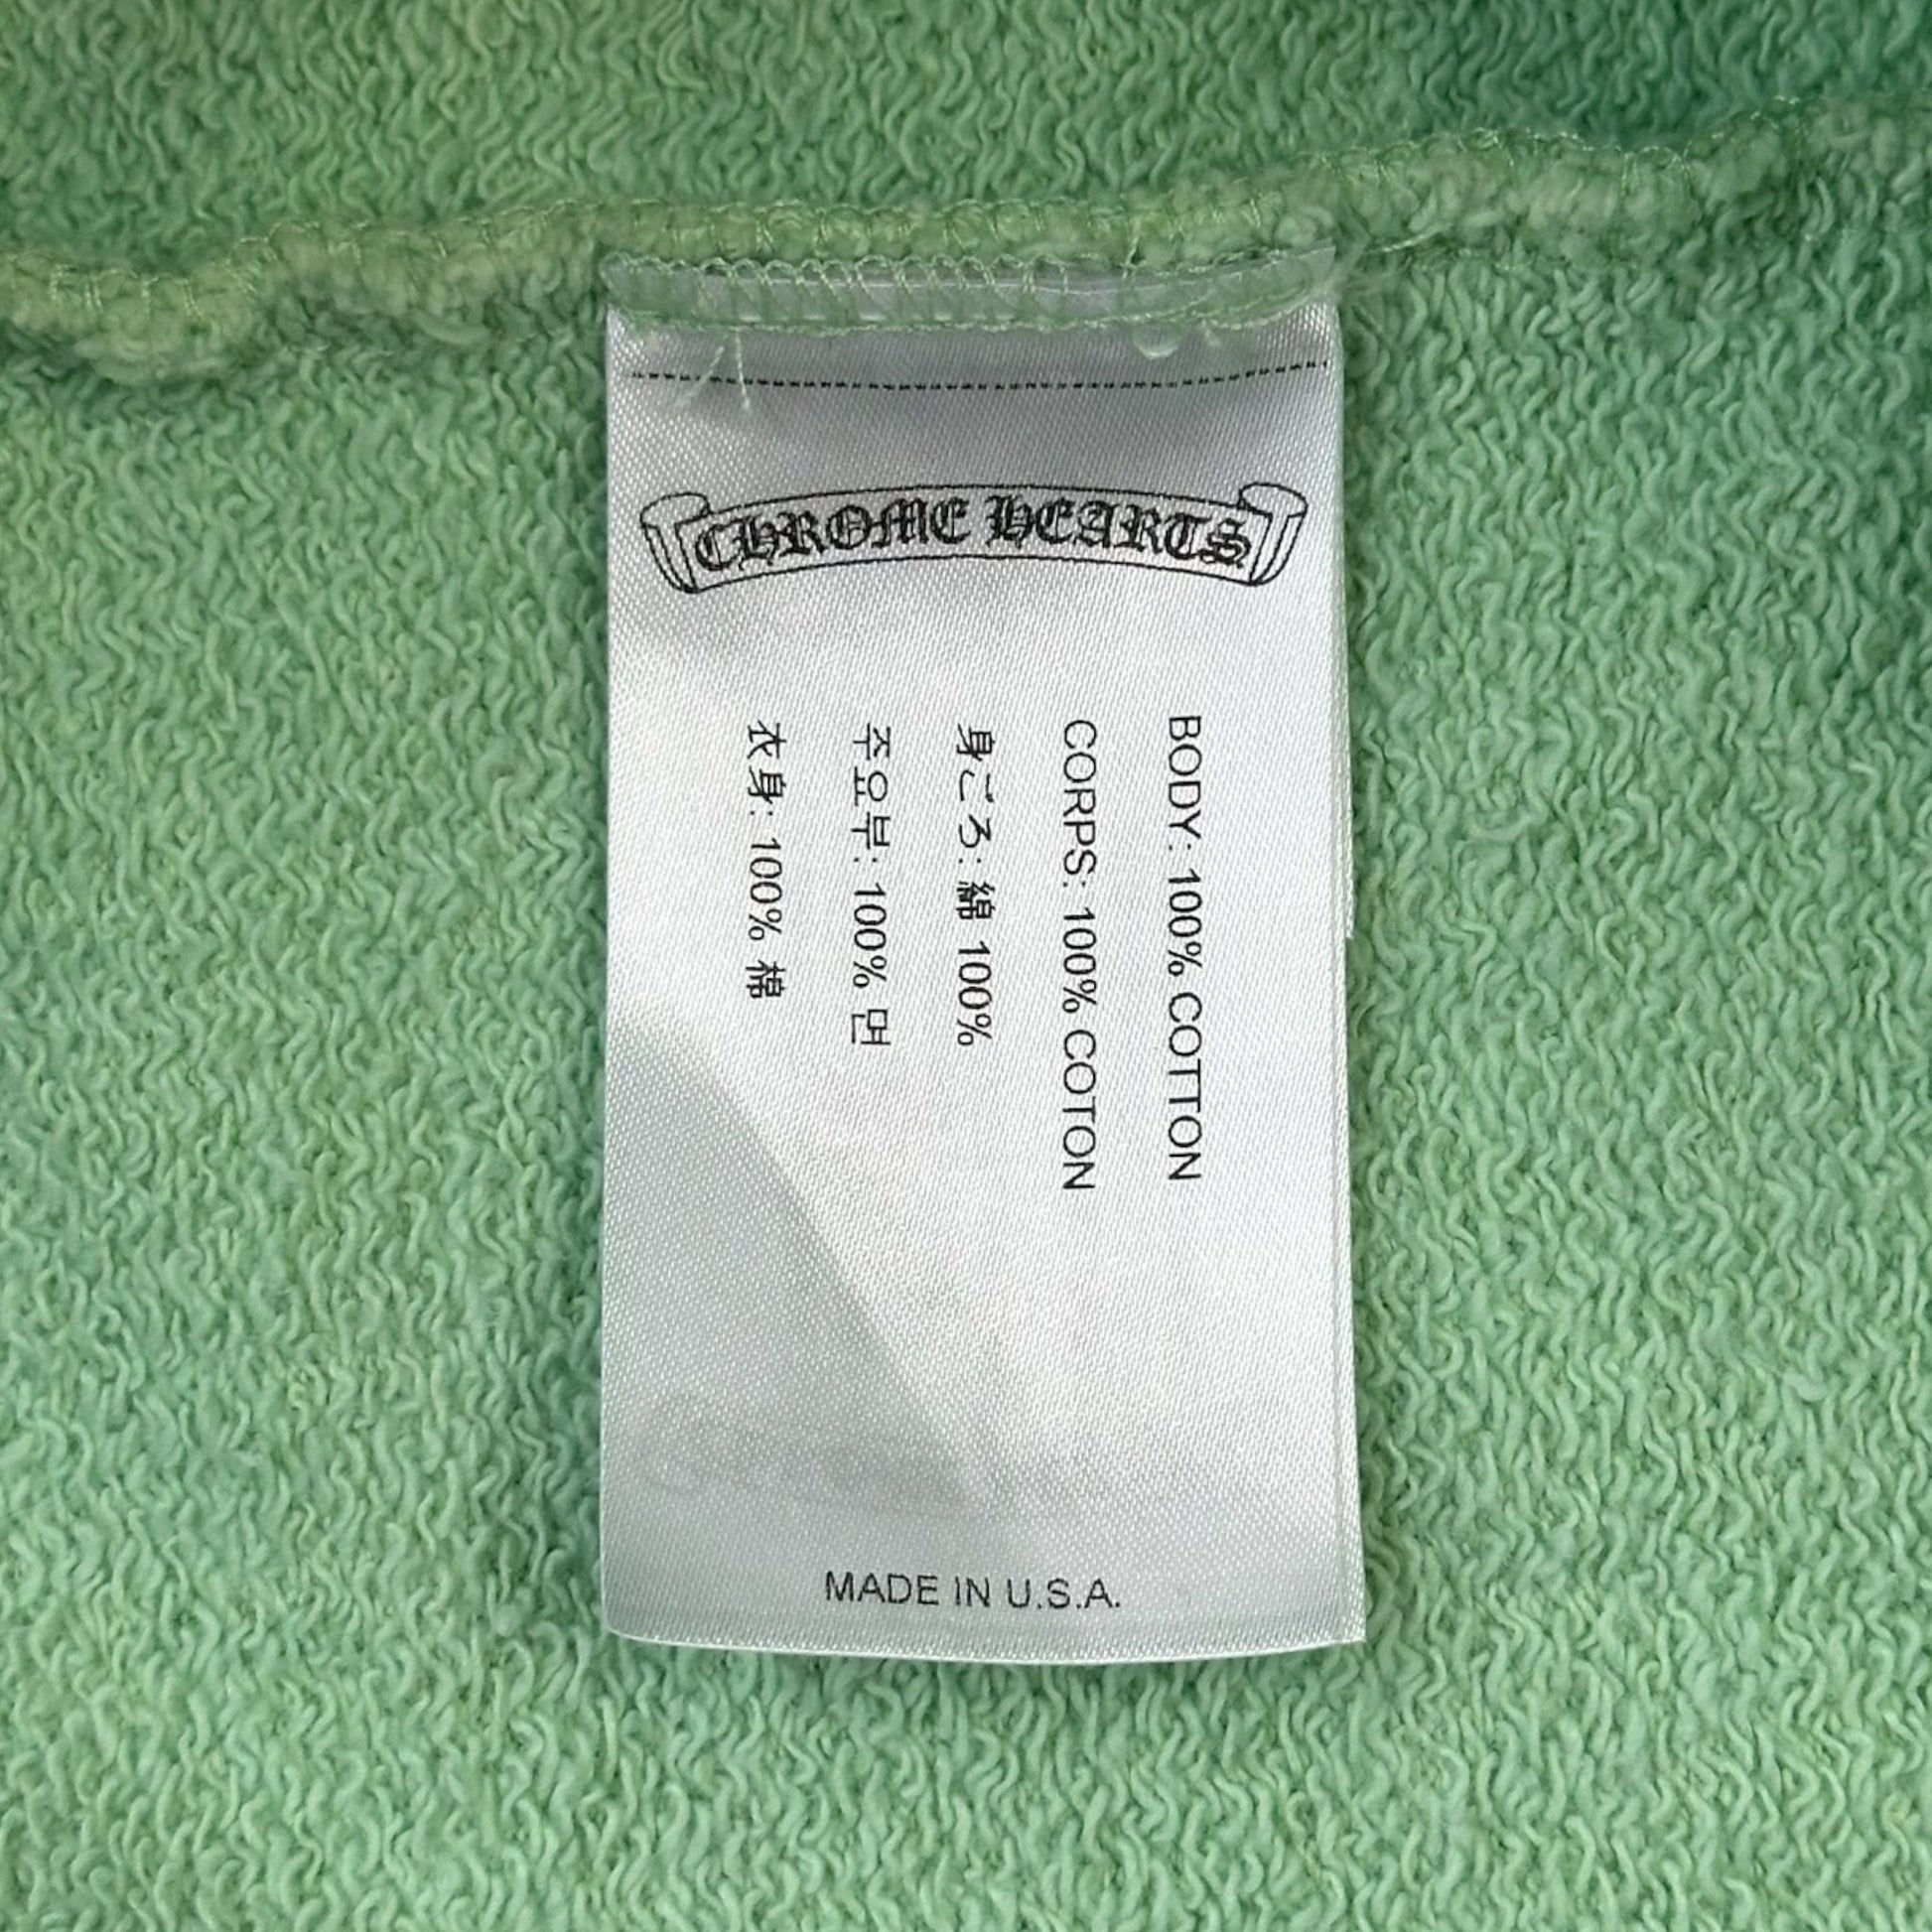 CHROME HEARTS
BODY: 100% COTTON
CORPS: 100% COTON
身ごろ: 綿 100%
주요부: 100% 면
衣身: 100% 棉
MADE IN U.S.A.